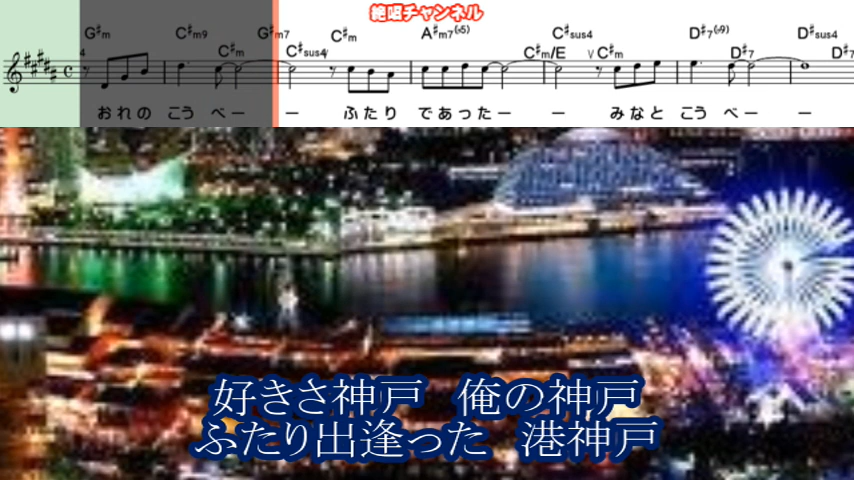 絶唱チャンネル
G♯m C♯m9 C♯m G♯m7 C♯sus4 C♯m A♯m7(♭5) C♯m/E C♯sus4 C♯m D♯7(♭9) D♯7 D♯sus4 D♯7
おれの こう べー ー ふたり であったー ー みなと こう べー ー
好きさ神戸 俺の神戸
ふたり出逢った 港神戸